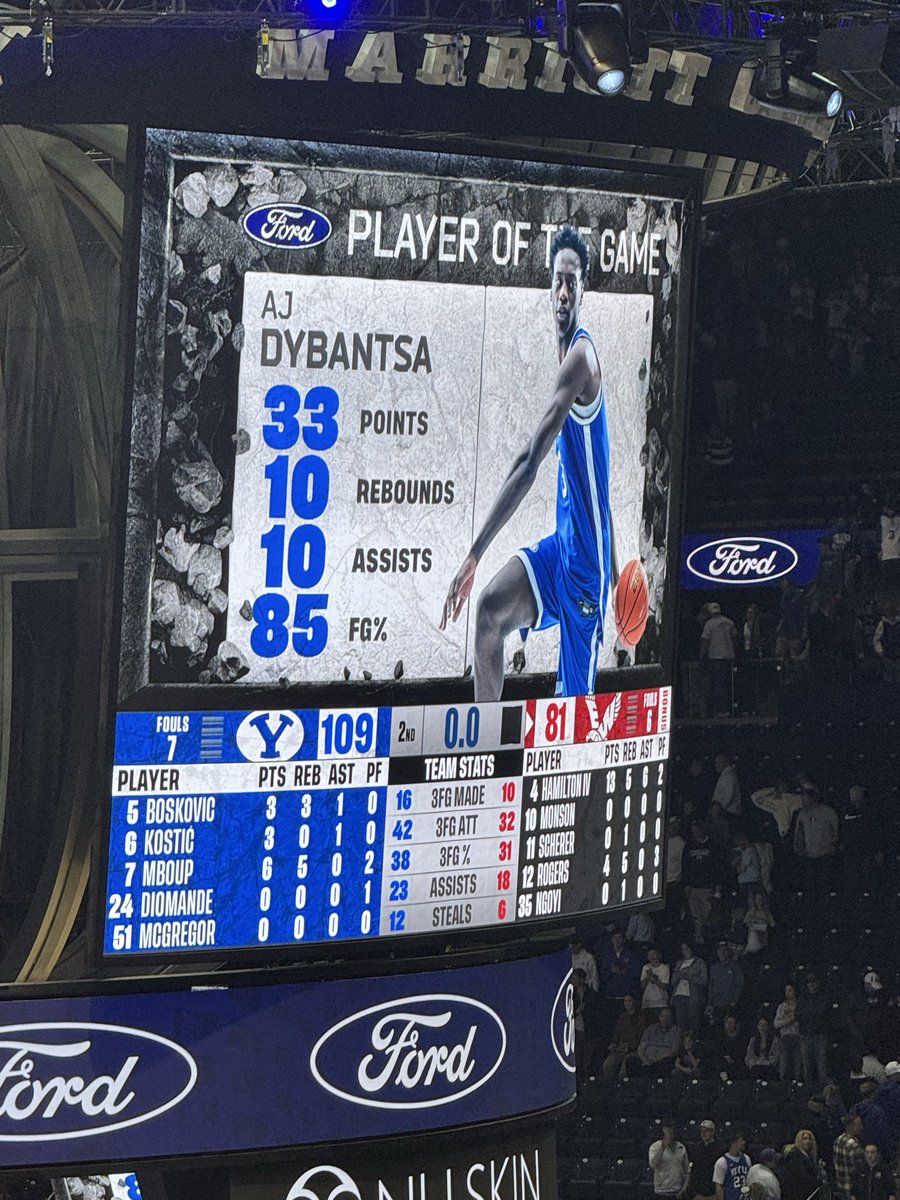 MARRIOTT
Ford PLAYER OF THE GAME
AJ
DYBANTSA
33 POINTS
10 REBOUNDS
10 ASSISTS
85 FG%
Ford
FOULS 7 Y 109 2ND 0.0 81 FOULS 6 BONUS
PLAYER PTS REB AST PF
5 BOSKOVIC 3 3 1 0
6 KOSTIĆ 3 0 1 0
7 MBOUP 6 5 0 2
24 DIOMANDE 0 0 0 1
51 MCGREGOR 0 0 0 0
TEAM STATS
16 3FG MADE 10
42 3FG ATT 32
38 3FG % 31
23 ASSISTS 18
12 STEALS 6
PLAYER PTS REB AST PF
4 HAMILTON IV 13 5 6 2
10 MONSON 0 0 0 0
11 SCHERER 0 1 0 0
12 ROGERS 4 5 0 3
35 NGOYI 0 1 0 0
Ford Ford
NU SKIN
BYU
23